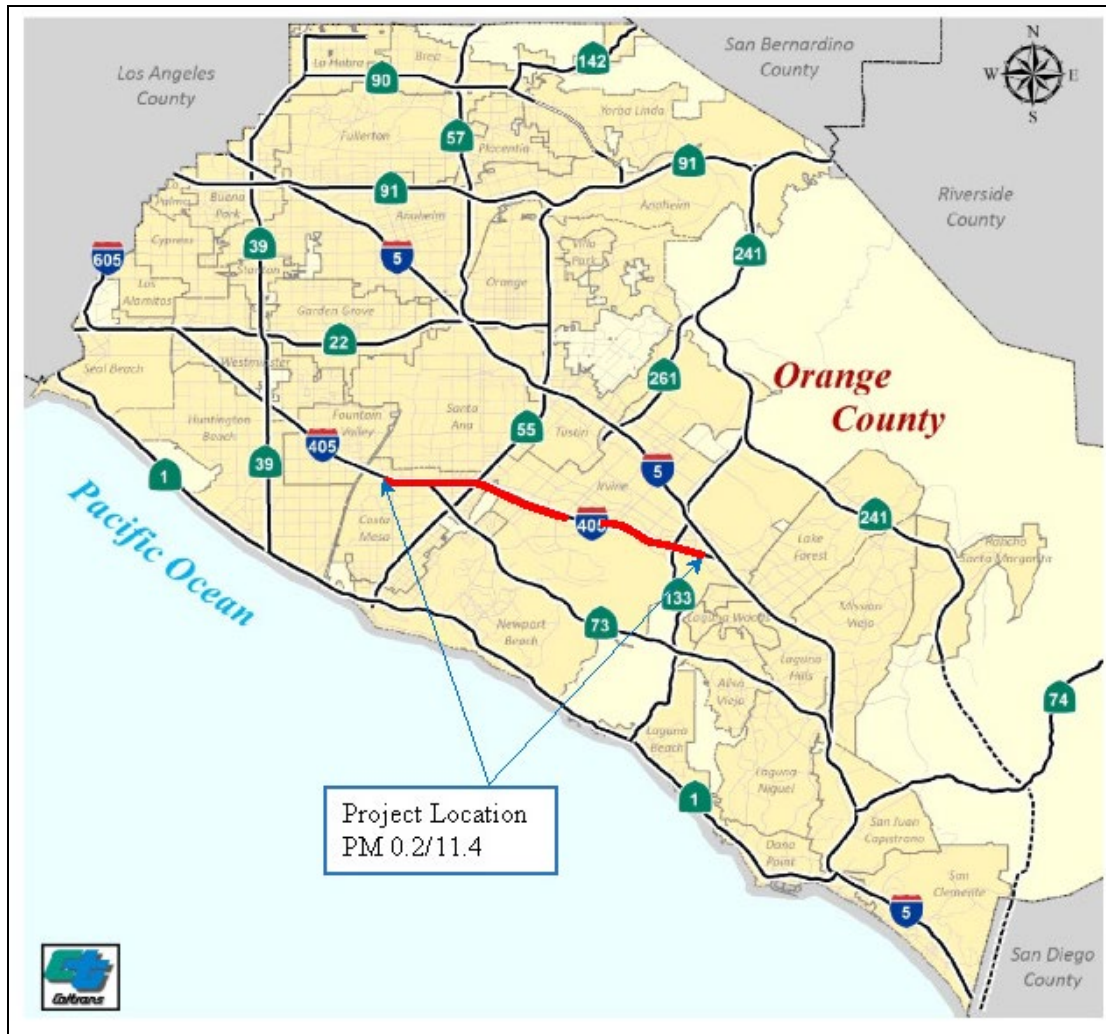 Los Angeles
County
San Bernardino
County
N
W
E
S
Riverside
County
La Habra
Brea
142
90
Yorba Linda
Fullerton
57
Placentia
91
91
Buena
Park
Anaheim
Anaheim
Palma
Cypress
39
5
Villa
Park
241
605
Stanton
Orange
Los
Alamitos
Garden Grove
22
Seal Beach
Westminster
261
Orange
County
Huntington
Beach
Fountain
Valley
Santa
Ana
55
Tustin
405
39
1
5
Irvine
Pacific Ocean
405
241
Costa
Mesa
Lake
Forest
Rancho
Santa Margarita
133
Laguna Woods
Mission
Viejo
Newport
Beach
73
Laguna
Hills
Aliso
Viejo
74
Laguna
Beach
Laguna
Niguel
1
Project Location
PM 0.2/11.4
San Juan
Capistrano
Dana
Point
San
Clemente
5
San Diego
County
Caltrans